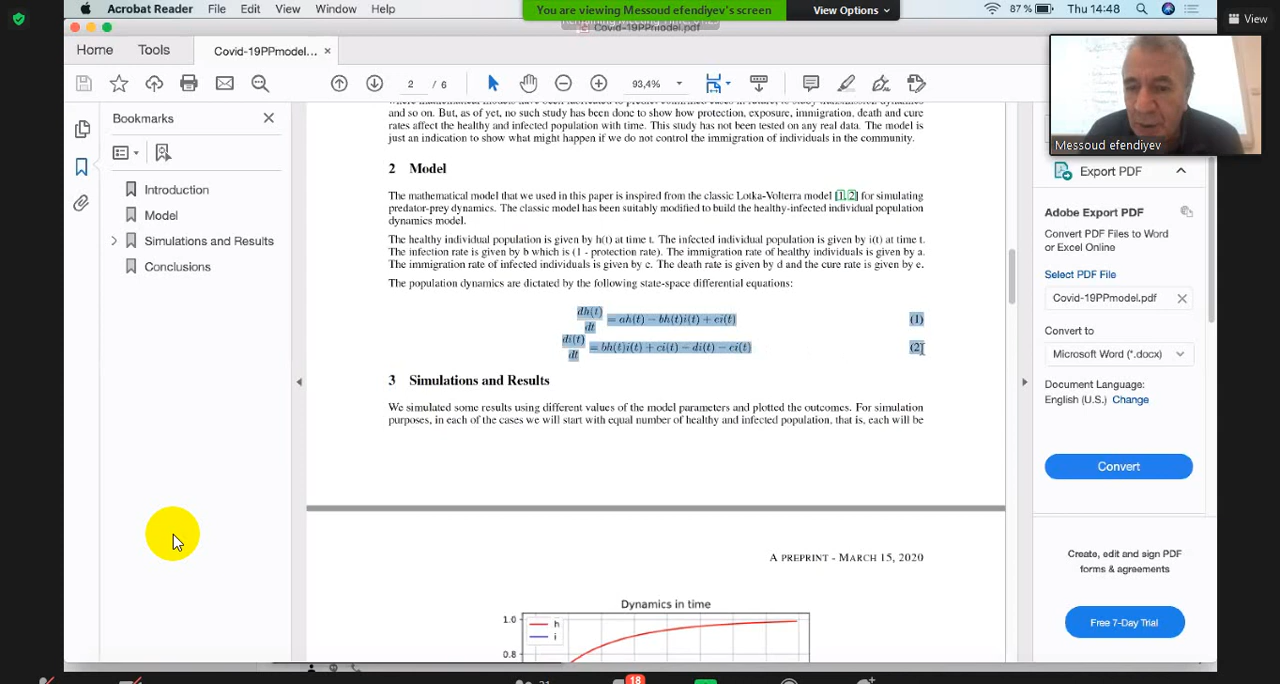 Acrobat Reader File Edit View Window Help
You are viewing Messoud efendiyev's screen
View Options
87 % Thu 14:48
View
Covid-19PPmodel.pdf
Home Tools Covid-19PPmodel... ×
2 / 6 93,4%
Messoud efendiyev
Bookmarks
Introduction
Model
Simulations and Results
Conclusions
and so on. But, as of yet, no such study has been done to show how protection, exposure, immigration, death and cure
rates affect the healthy and infected population with time. This study has not been tested on any real data. The model is
just an indication to show what might happen if we do not control the immigration of individuals in the community.
2 Model
The mathematical model that we used in this paper is inspired from the classic Lotka-Volterra model [1, 2] for simulating
predator-prey dynamics. The classic model has been suitably modified to build the healthy-infected individual population
dynamics model.
The healthy individual population is given by h(t) at time t. The infected individual population is given by i(t) at time t.
The infection rate is given by b which is (1 - protection rate). The immigration rate of healthy individuals is given by a.
The immigration rate of infected individuals is given by c. The death rate is given by d and the cure rate is given by e.
The population dynamics are dictated by the following state-space differential equations:
dh(t)
dt = ah(t) − bh(t)i(t) + ei(t) (1)
di(t)
dt = bh(t)i(t) + ci(t) − di(t) − ei(t) (2)
3 Simulations and Results
We simulated some results using different values of the model parameters and plotted the outcomes. For simulation
purposes, in each of the cases we will start with equal number of healthy and infected population, that is, each will be
A PREPRINT - MARCH 15, 2020
Dynamics in time
1.0
h
i
0.8
Export PDF
Adobe Export PDF
Convert PDF Files to Word
or Excel Online
Select PDF File
Covid-19PPmodel.pdf
Convert to
Microsoft Word (*.docx)
Document Language:
English (U.S.) Change
Convert
Create, edit and sign PDF
forms & agreements
Free 7-Day Trial
18